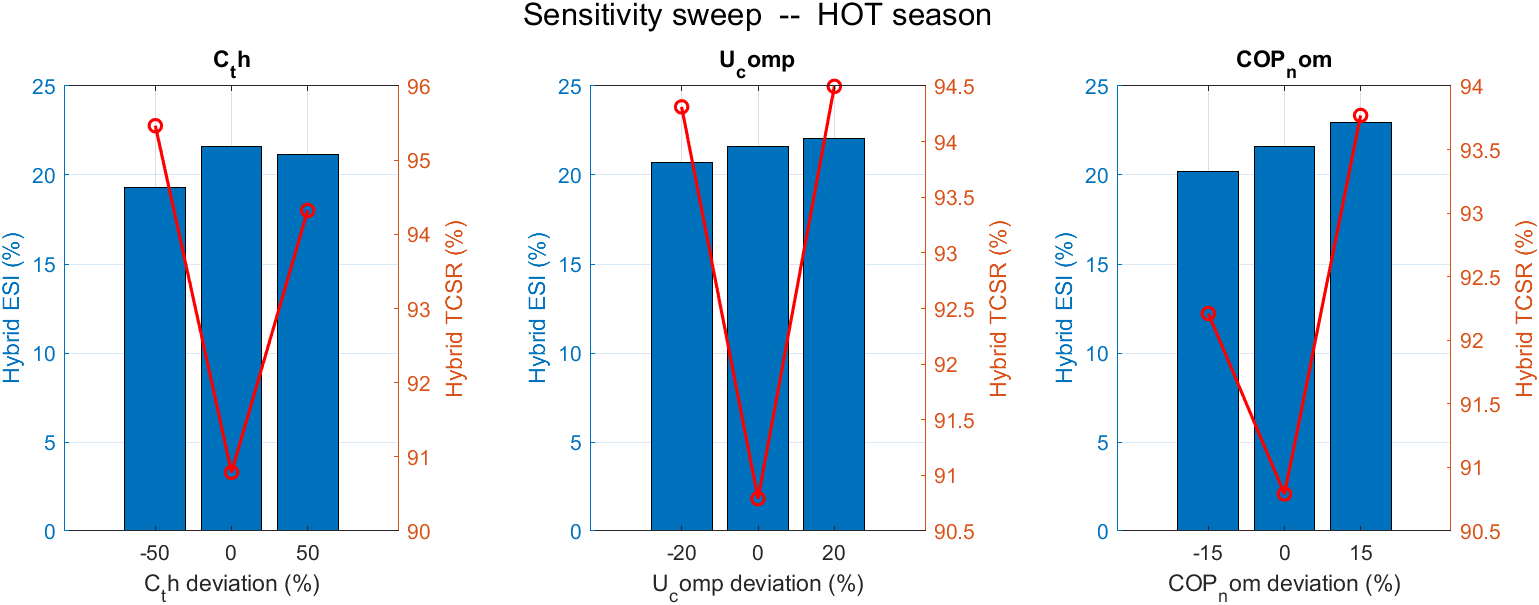 Sensitivity sweep -- HOT season
C_th
25
20
15
10
5
0
Hybrid ESI (%)
96
95
94
93
92
91
90
Hybrid TCSR (%)
-50 0 50
C_th deviation (%)
U_comp
25
20
15
10
5
0
Hybrid ESI (%)
94.5
94
93.5
93
92.5
92
91.5
91
90.5
Hybrid TCSR (%)
-20 0 20
U_comp deviation (%)
COP_nom
25
20
15
10
5
0
Hybrid ESI (%)
94
93.5
93
92.5
92
91.5
91
90.5
Hybrid TCSR (%)
-15 0 15
COP_nom deviation (%)